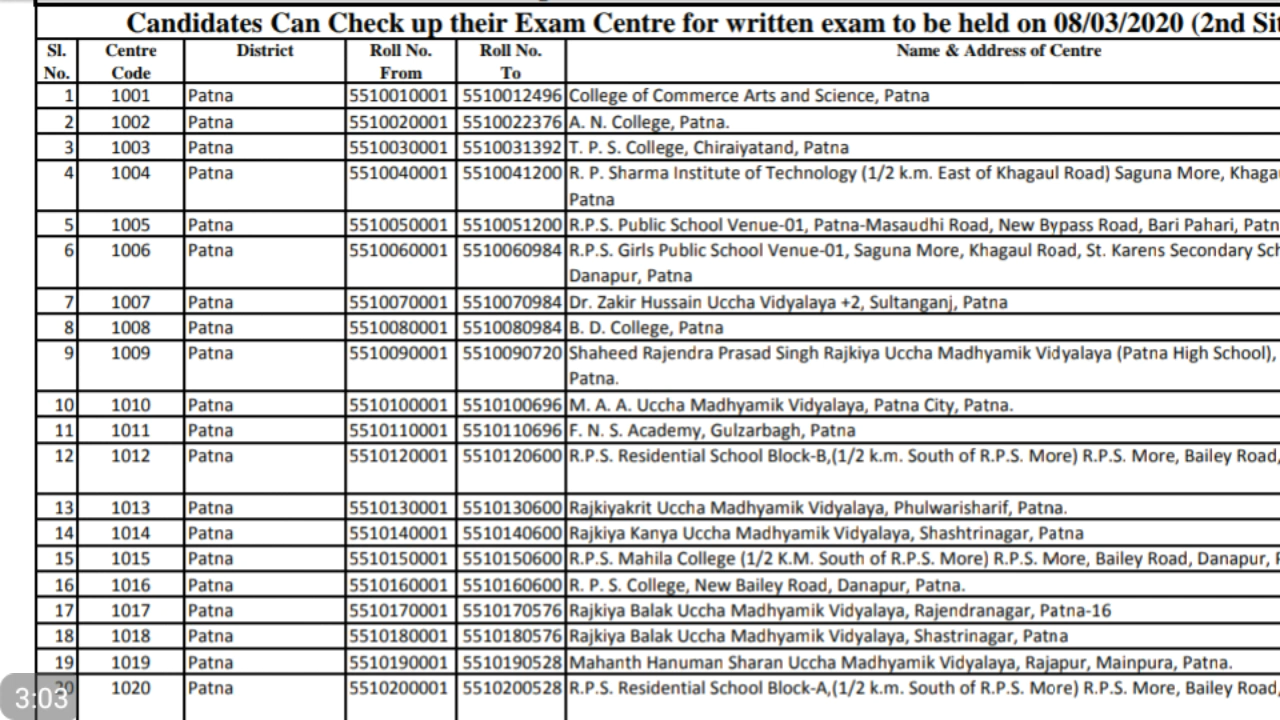 Candidates Can Check up their Exam Centre for written exam to be held on 08/03/2020 (2nd Sit
Sl. No. Centre Code District Roll No. From Roll No. To Name & Address of Centre
1 1001 Patna 5510010001 5510012496 College of Commerce Arts and Science, Patna
2 1002 Patna 5510020001 5510022376 A. N. College, Patna.
3 1003 Patna 5510030001 5510031392 T. P. S. College, Chiraiyatand, Patna
4 1004 Patna 5510040001 5510041200 R. P. Sharma Institute of Technology (1/2 k.m. East of Khagaul Road) Saguna More, Khaga
Patna
5 1005 Patna 5510050001 5510051200 R.P.S. Public School Venue-01, Patna-Masaudhi Road, New Bypass Road, Bari Pahari, Patn
6 1006 Patna 5510060001 5510060984 R.P.S. Girls Public School Venue-01, Saguna More, Khagaul Road, St. Karens Secondary Sch
Danapur, Patna
7 1007 Patna 5510070001 5510070984 Dr. Zakir Hussain Uccha Vidyalaya +2, Sultanganj, Patna
8 1008 Patna 5510080001 5510080984 B. D. College, Patna
9 1009 Patna 5510090001 5510090720 Shaheed Rajendra Prasad Singh Rajkiya Uccha Madhyamik Vidyalaya (Patna High School),
Patna.
10 1010 Patna 5510100001 5510100696 M. A. A. Uccha Madhyamik Vidyalaya, Patna City, Patna.
11 1011 Patna 5510110001 5510110696 F. N. S. Academy, Gulzarbagh, Patna
12 1012 Patna 5510120001 5510120600 R.P.S. Residential School Block-B,(1/2 k.m. South of R.P.S. More) R.P.S. More, Bailey Road,
13 1013 Patna 5510130001 5510130600 Rajkiyakrit Uccha Madhyamik Vidyalaya, Phulwarisharif, Patna.
14 1014 Patna 5510140001 5510140600 Rajkiya Kanya Uccha Madhyamik Vidyalaya, Shashtrinagar, Patna
15 1015 Patna 5510150001 5510150600 R.P.S. Mahila College (1/2 K.M. South of R.P.S. More) R.P.S. More, Bailey Road, Danapur,
16 1016 Patna 5510160001 5510160600 R. P. S. College, New Bailey Road, Danapur, Patna.
17 1017 Patna 5510170001 5510170576 Rajkiya Balak Uccha Madhyamik Vidyalaya, Rajendranagar, Patna-16
18 1018 Patna 5510180001 5510180576 Rajkiya Balak Uccha Madhyamik Vidyalaya, Shastrinagar, Patna
19 1019 Patna 5510190001 5510190528 Mahanth Hanuman Sharan Uccha Madhyamik Vidyalaya, Rajapur, Mainpura, Patna.
20 1020 Patna 5510200001 5510200528 R.P.S. Residential School Block-A,(1/2 k.m. South of R.P.S. More) R.P.S. More, Bailey Road,
3:03